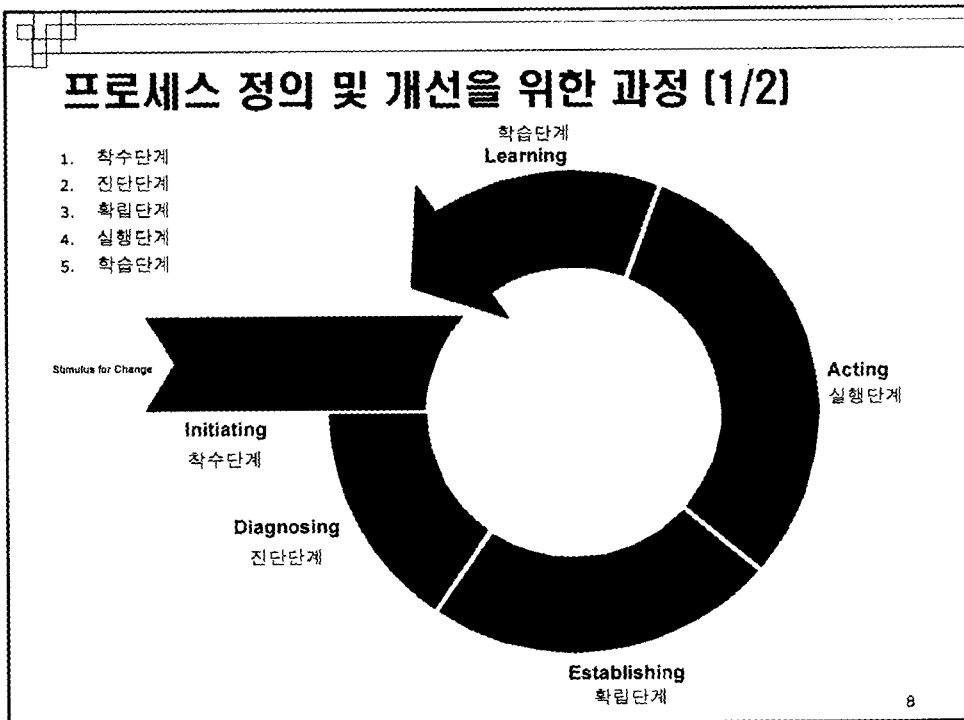 프로세스 정의 및 개선을 위한 과정 (1/2)
1. 착수단계
2. 진단단계
3. 확립단계
4. 실행단계
5. 학습단계
학습단계
Learning
Stimulus for Change
Acting
실행단계
Initiating
착수단계
Diagnosing
진단단계
Establishing
확립단계
8